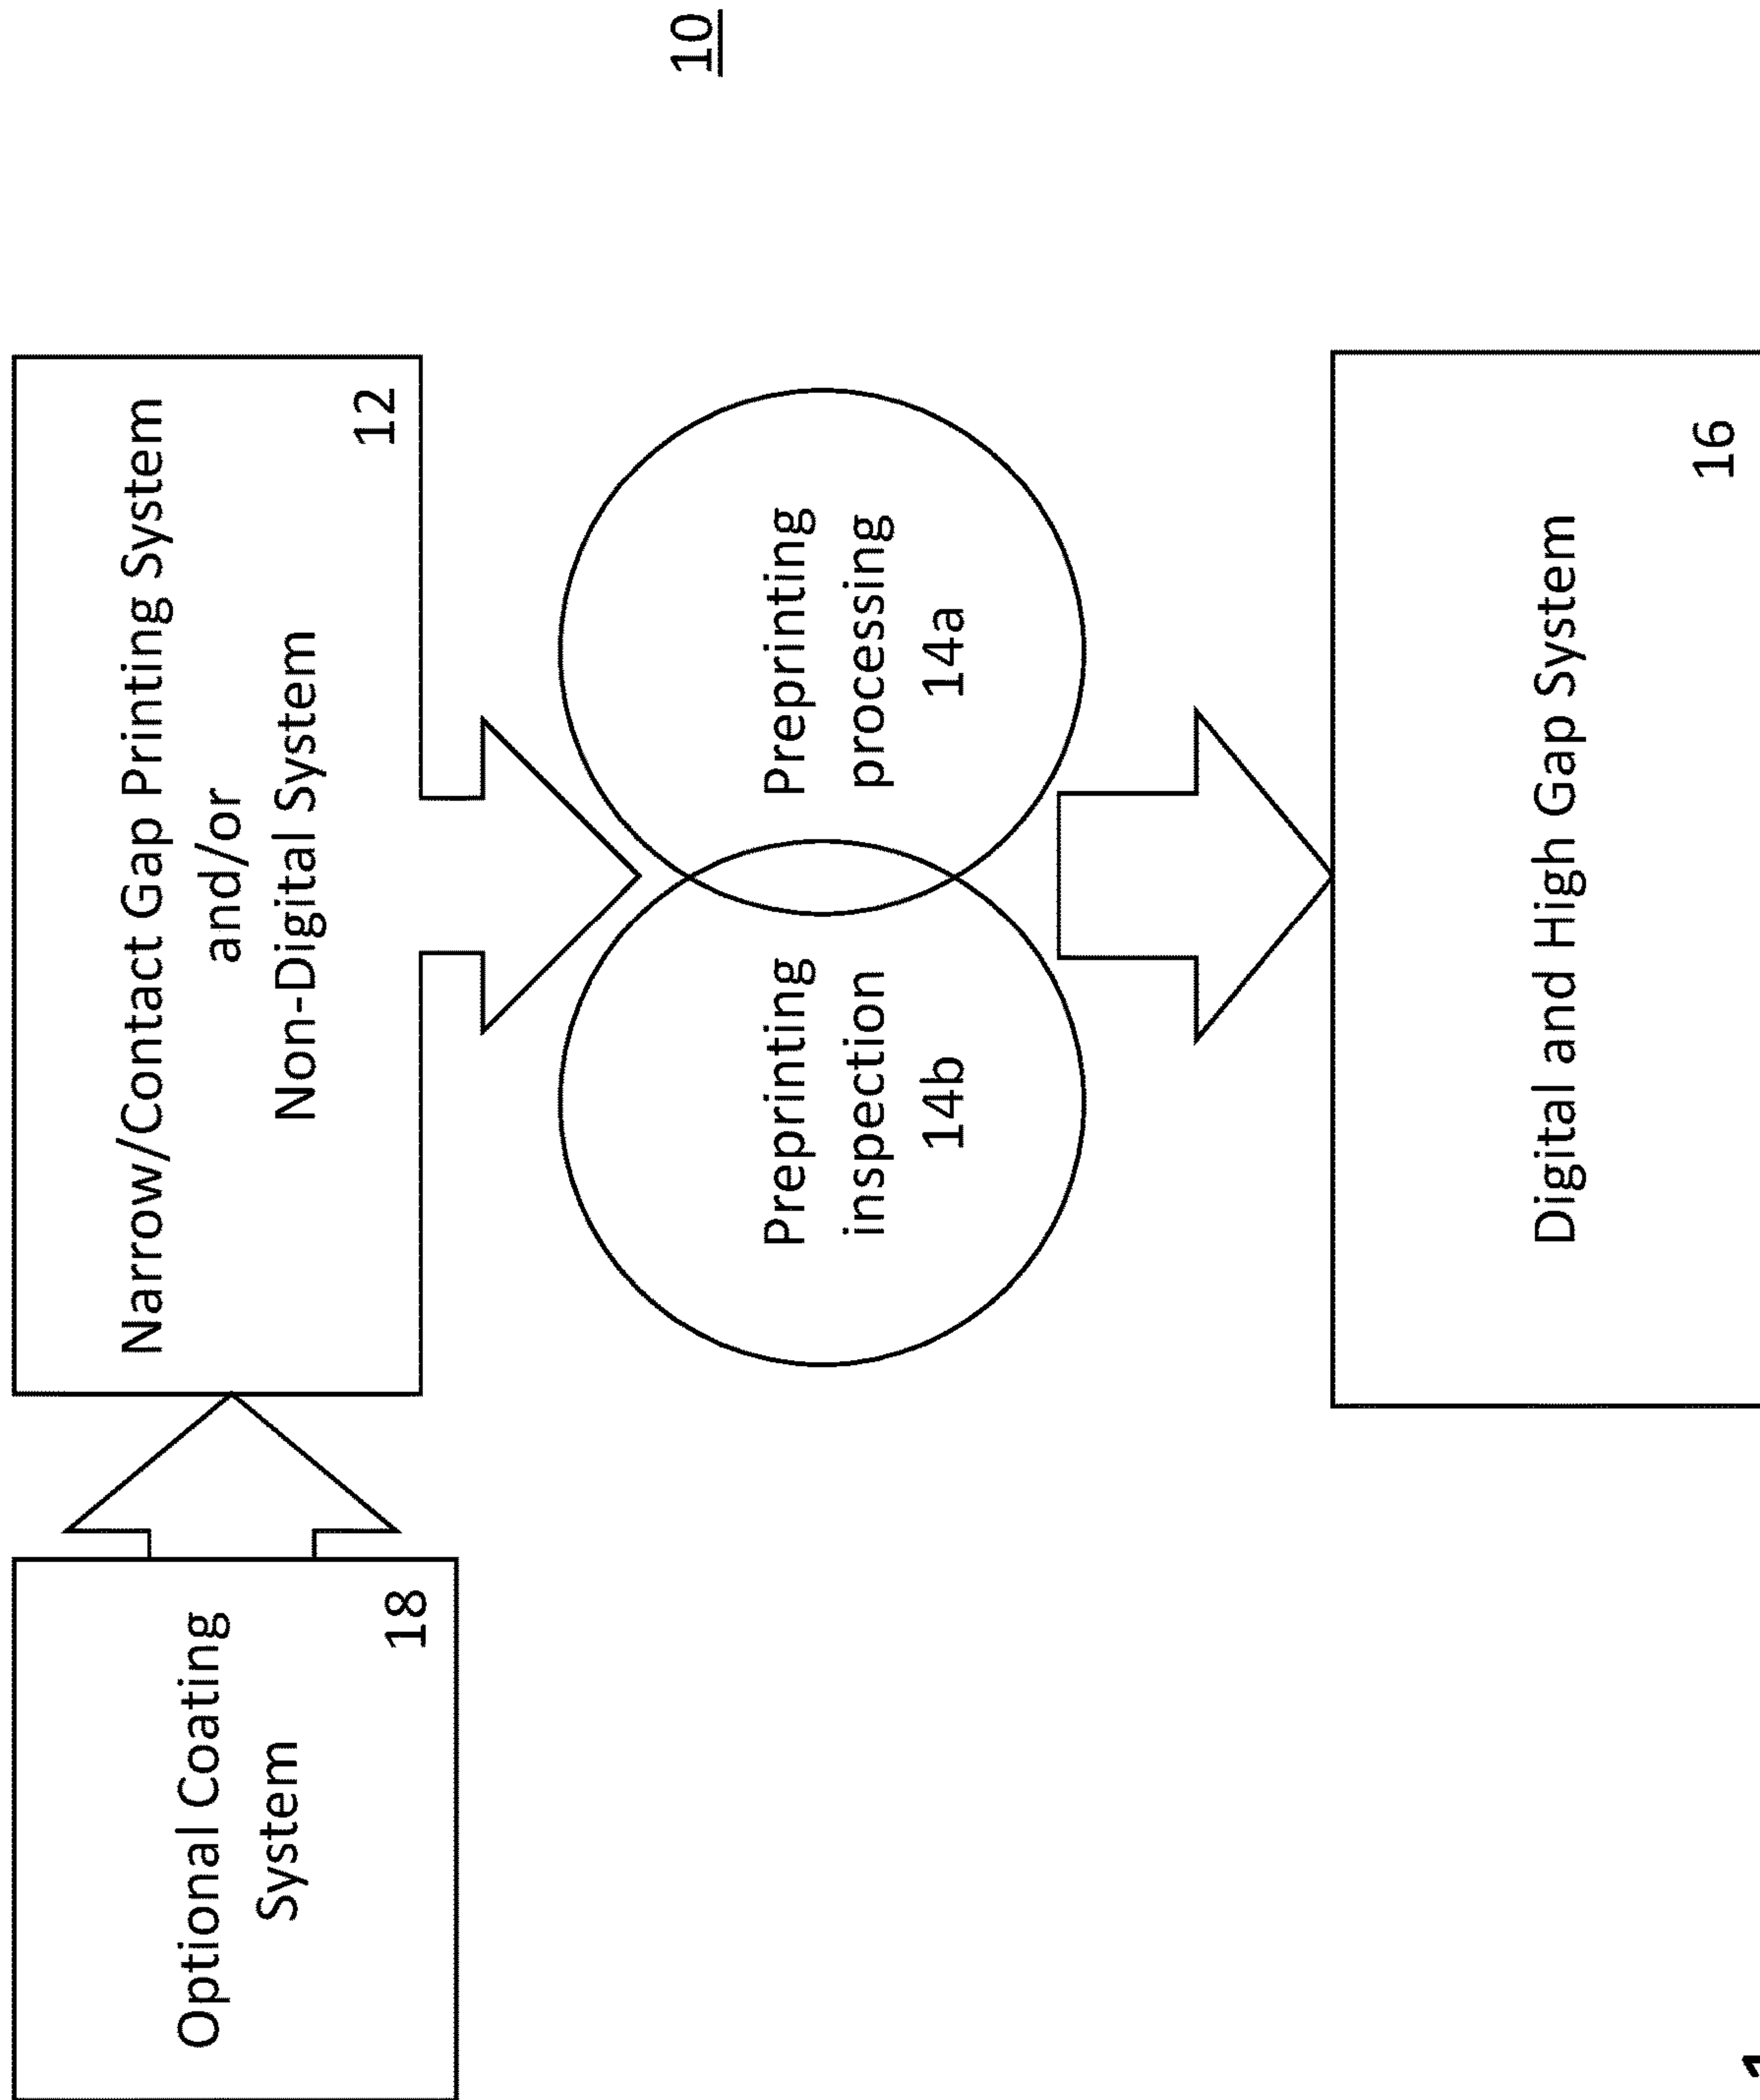 Optional Coating
System
18
Narrow/Contact Gap Printing System
and/or
Non-Digital System
12
10
Preprinting
inspection
14b
Preprinting
processing
14a
Digital and High Gap System
16